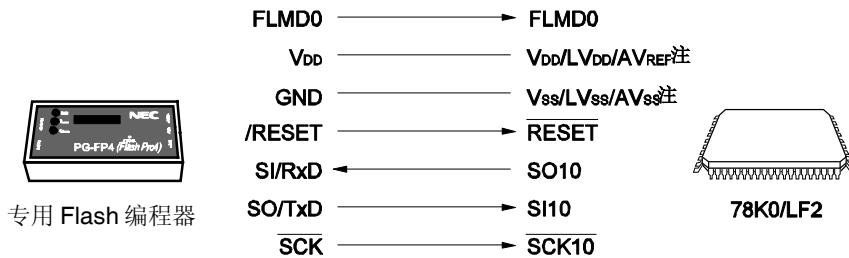 FLMD0 FLMD0
VDD VDD/LVDD/AVREF注
GND VSS/LVSS/AVSS注
/RESET RESET
SI/RxD SO10
SO/TxD SI10
SCK SCK10
NEC
PG-FP4 (Flash Pro4)
专用 Flash 编程器
78K0/LF2